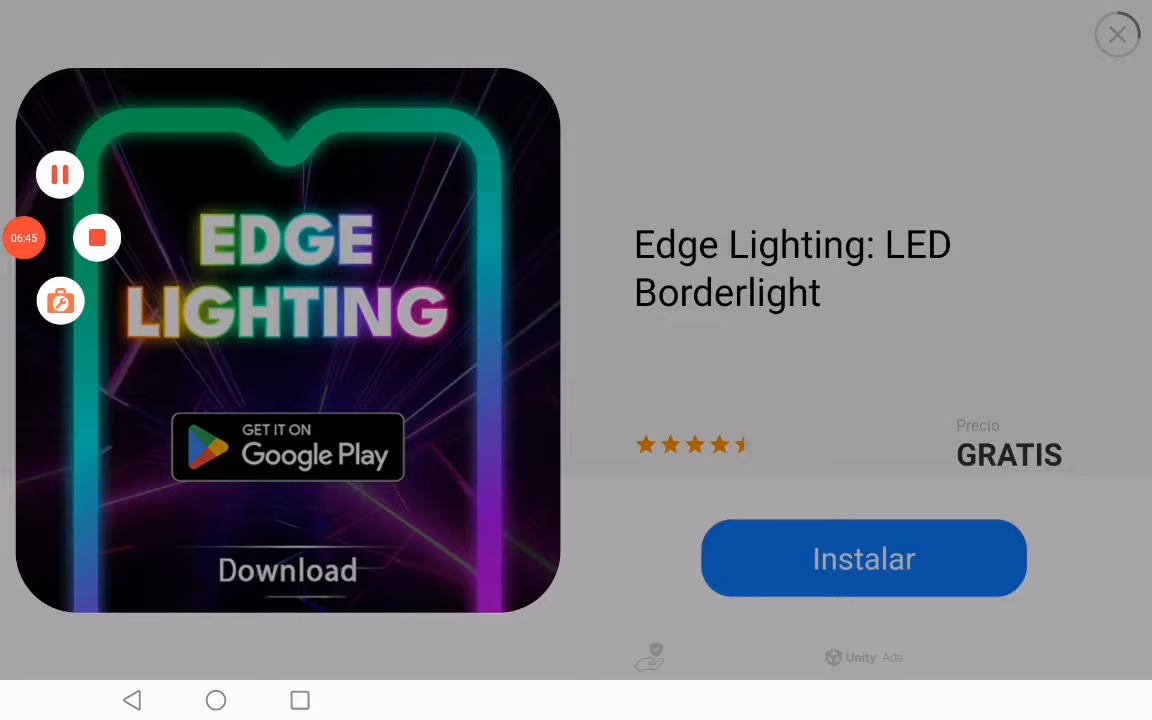 EDGE
LIGHTING
GET IT ON
Google Play
Download
06:45
Edge Lighting: LED
Borderlight
Precio
GRATIS
Instalar
Unity Ads